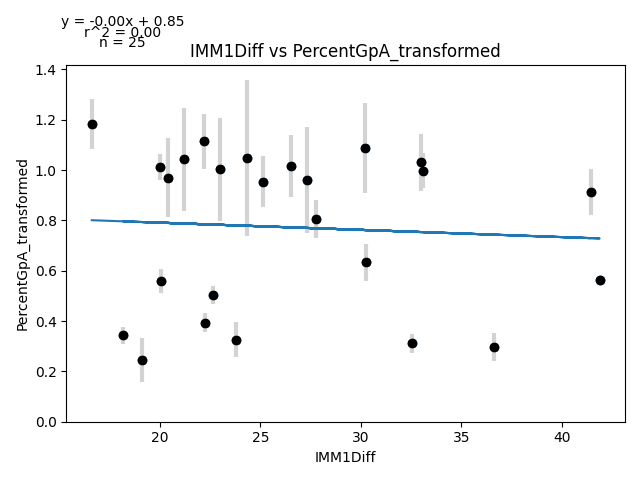 y = -0.00x + 0.85
r^2 = 0.00
n = 25
IMM1Diff vs PercentGpA_transformed
PercentGpA_transformed
1.4
1.2
1.0
0.8
0.6
0.4
0.2
0.0
20
25
30
35
40
IMM1Diff